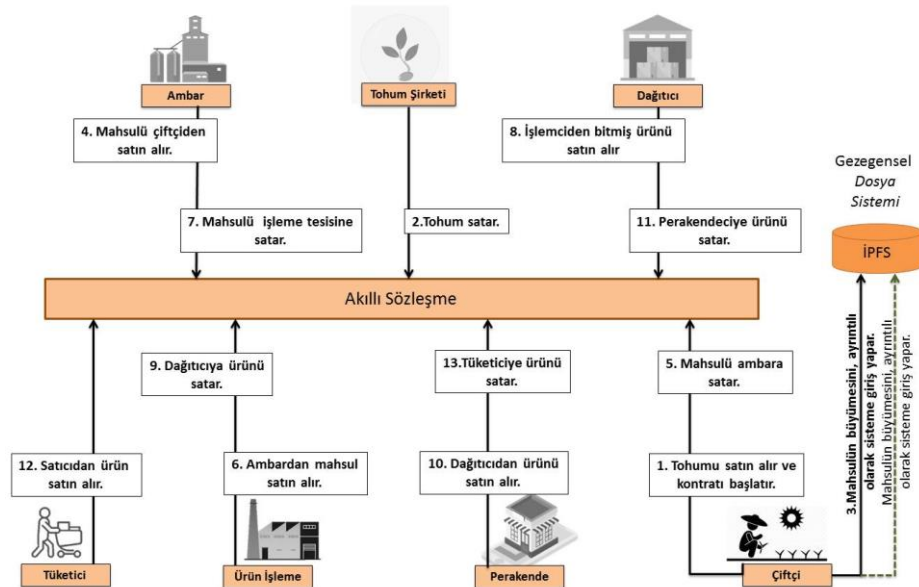 Ambar
Tohum Şirketi
Dağıtıcı
4. Mahsulü çiftçiden
satın alır.
8. İşlemciden bitmiş ürünü
satın alır
Gezegensel
Dosya
Sistemi
7. Mahsulü işleme tesisine
satar.
2.Tohum satar.
11. Perakendeciye ürünü
satar.
İPFS
Akıllı Sözleşme
9. Dağıtıcıya ürünü
satar.
13.Tüketiciye ürünü
satar.
5. Mahsulü ambara
satar.
3.Mahsulün büyümesini, ayrıntılı
olarak sisteme giriş yapar.
Mahsulün büyümesini, ayrıntılı
olarak sisteme giriş yapar.
12. Satıcıdan ürün
satın alır.
6. Ambardan mahsul
satın alır.
10. Dağıtıcıdan ürünü
satın alır.
1. Tohumu satın alır ve
kontratı başlatır.
Tüketici
Ürün İşleme
Perakende
Çiftçi